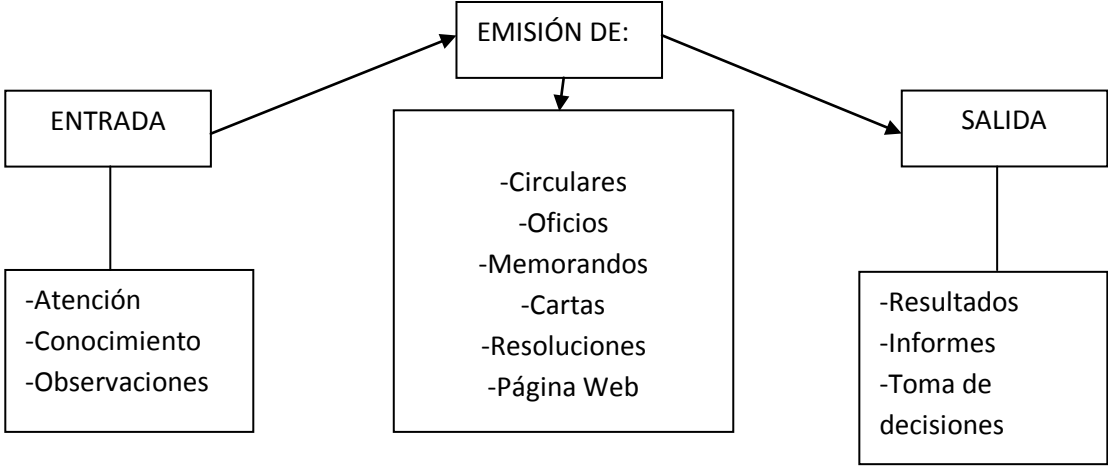 EMISIÓN DE:
ENTRADA
SALIDA
-Circulares
-Oficios
-Memorandos
-Cartas
-Resoluciones
-Página Web
-Atención
-Conocimiento
-Observaciones
-Resultados
-Informes
-Toma de
decisiones